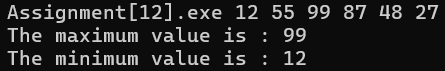 Assignment[12].exe 12 55 99 87 48 27
The maximum value is : 99
The minimum value is : 12